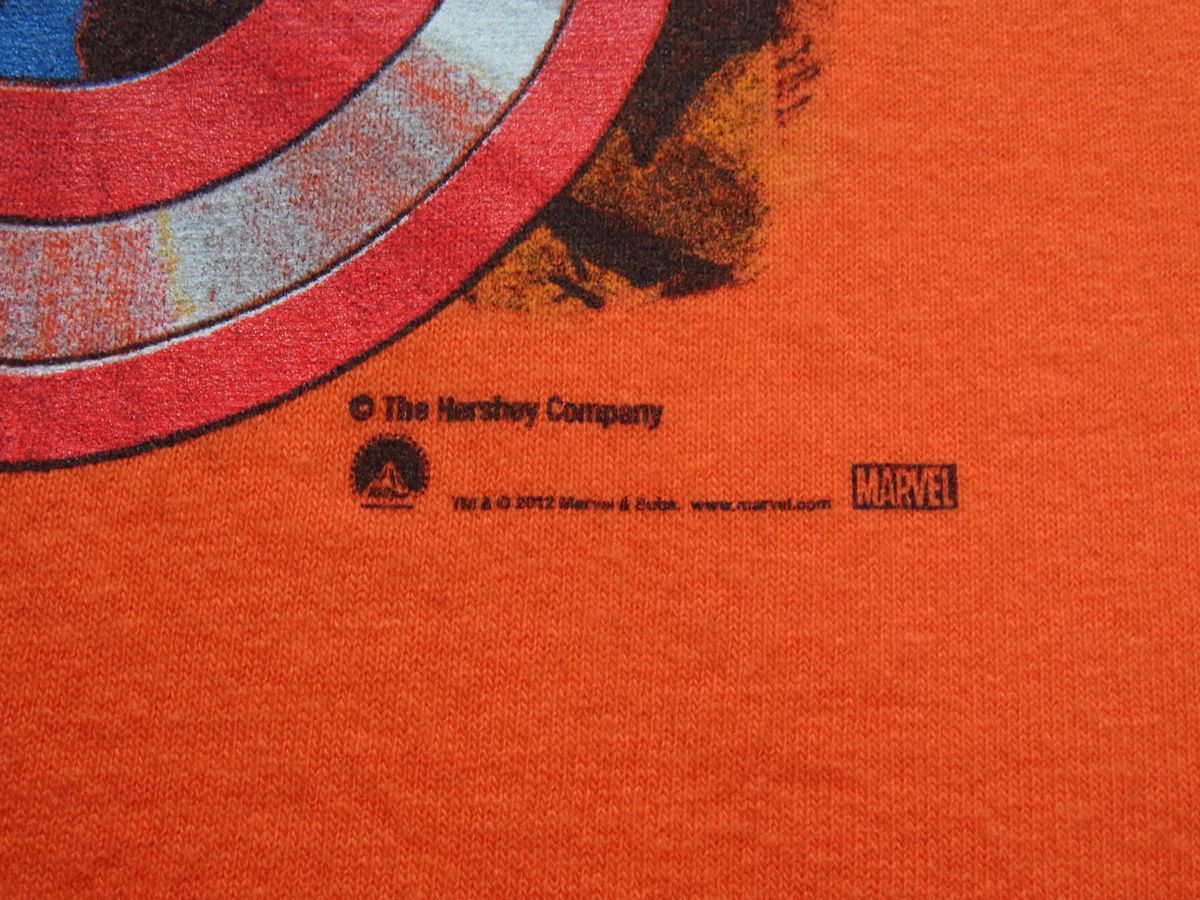 © The Hershey Company
TM & © 2012 Marvel & Subs. www.marvel.com
MARVEL